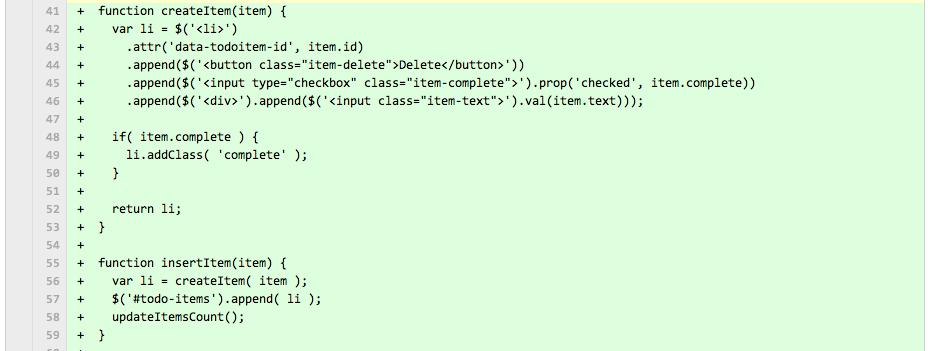 41 + function createItem(item) {
42 + var li = $('<li>')
43 + .attr('data-todoitem-id', item.id)
44 + .append($('<button class="item-delete">Delete</button>'))
45 + .append($('<input type="checkbox" class="item-complete">').prop('checked', item.complete))
46 + .append($('<div>').append($('<input class="item-text">').val(item.text)));
47 +
48 + if( item.complete ) {
49 + li.addClass( 'complete' );
50 + }
51 +
52 + return li;
53 + }
54 +
55 + function insertItem(item) {
56 + var li = createItem( item );
57 + $('#todo-items').append( li );
58 + updateItemsCount();
59 + }